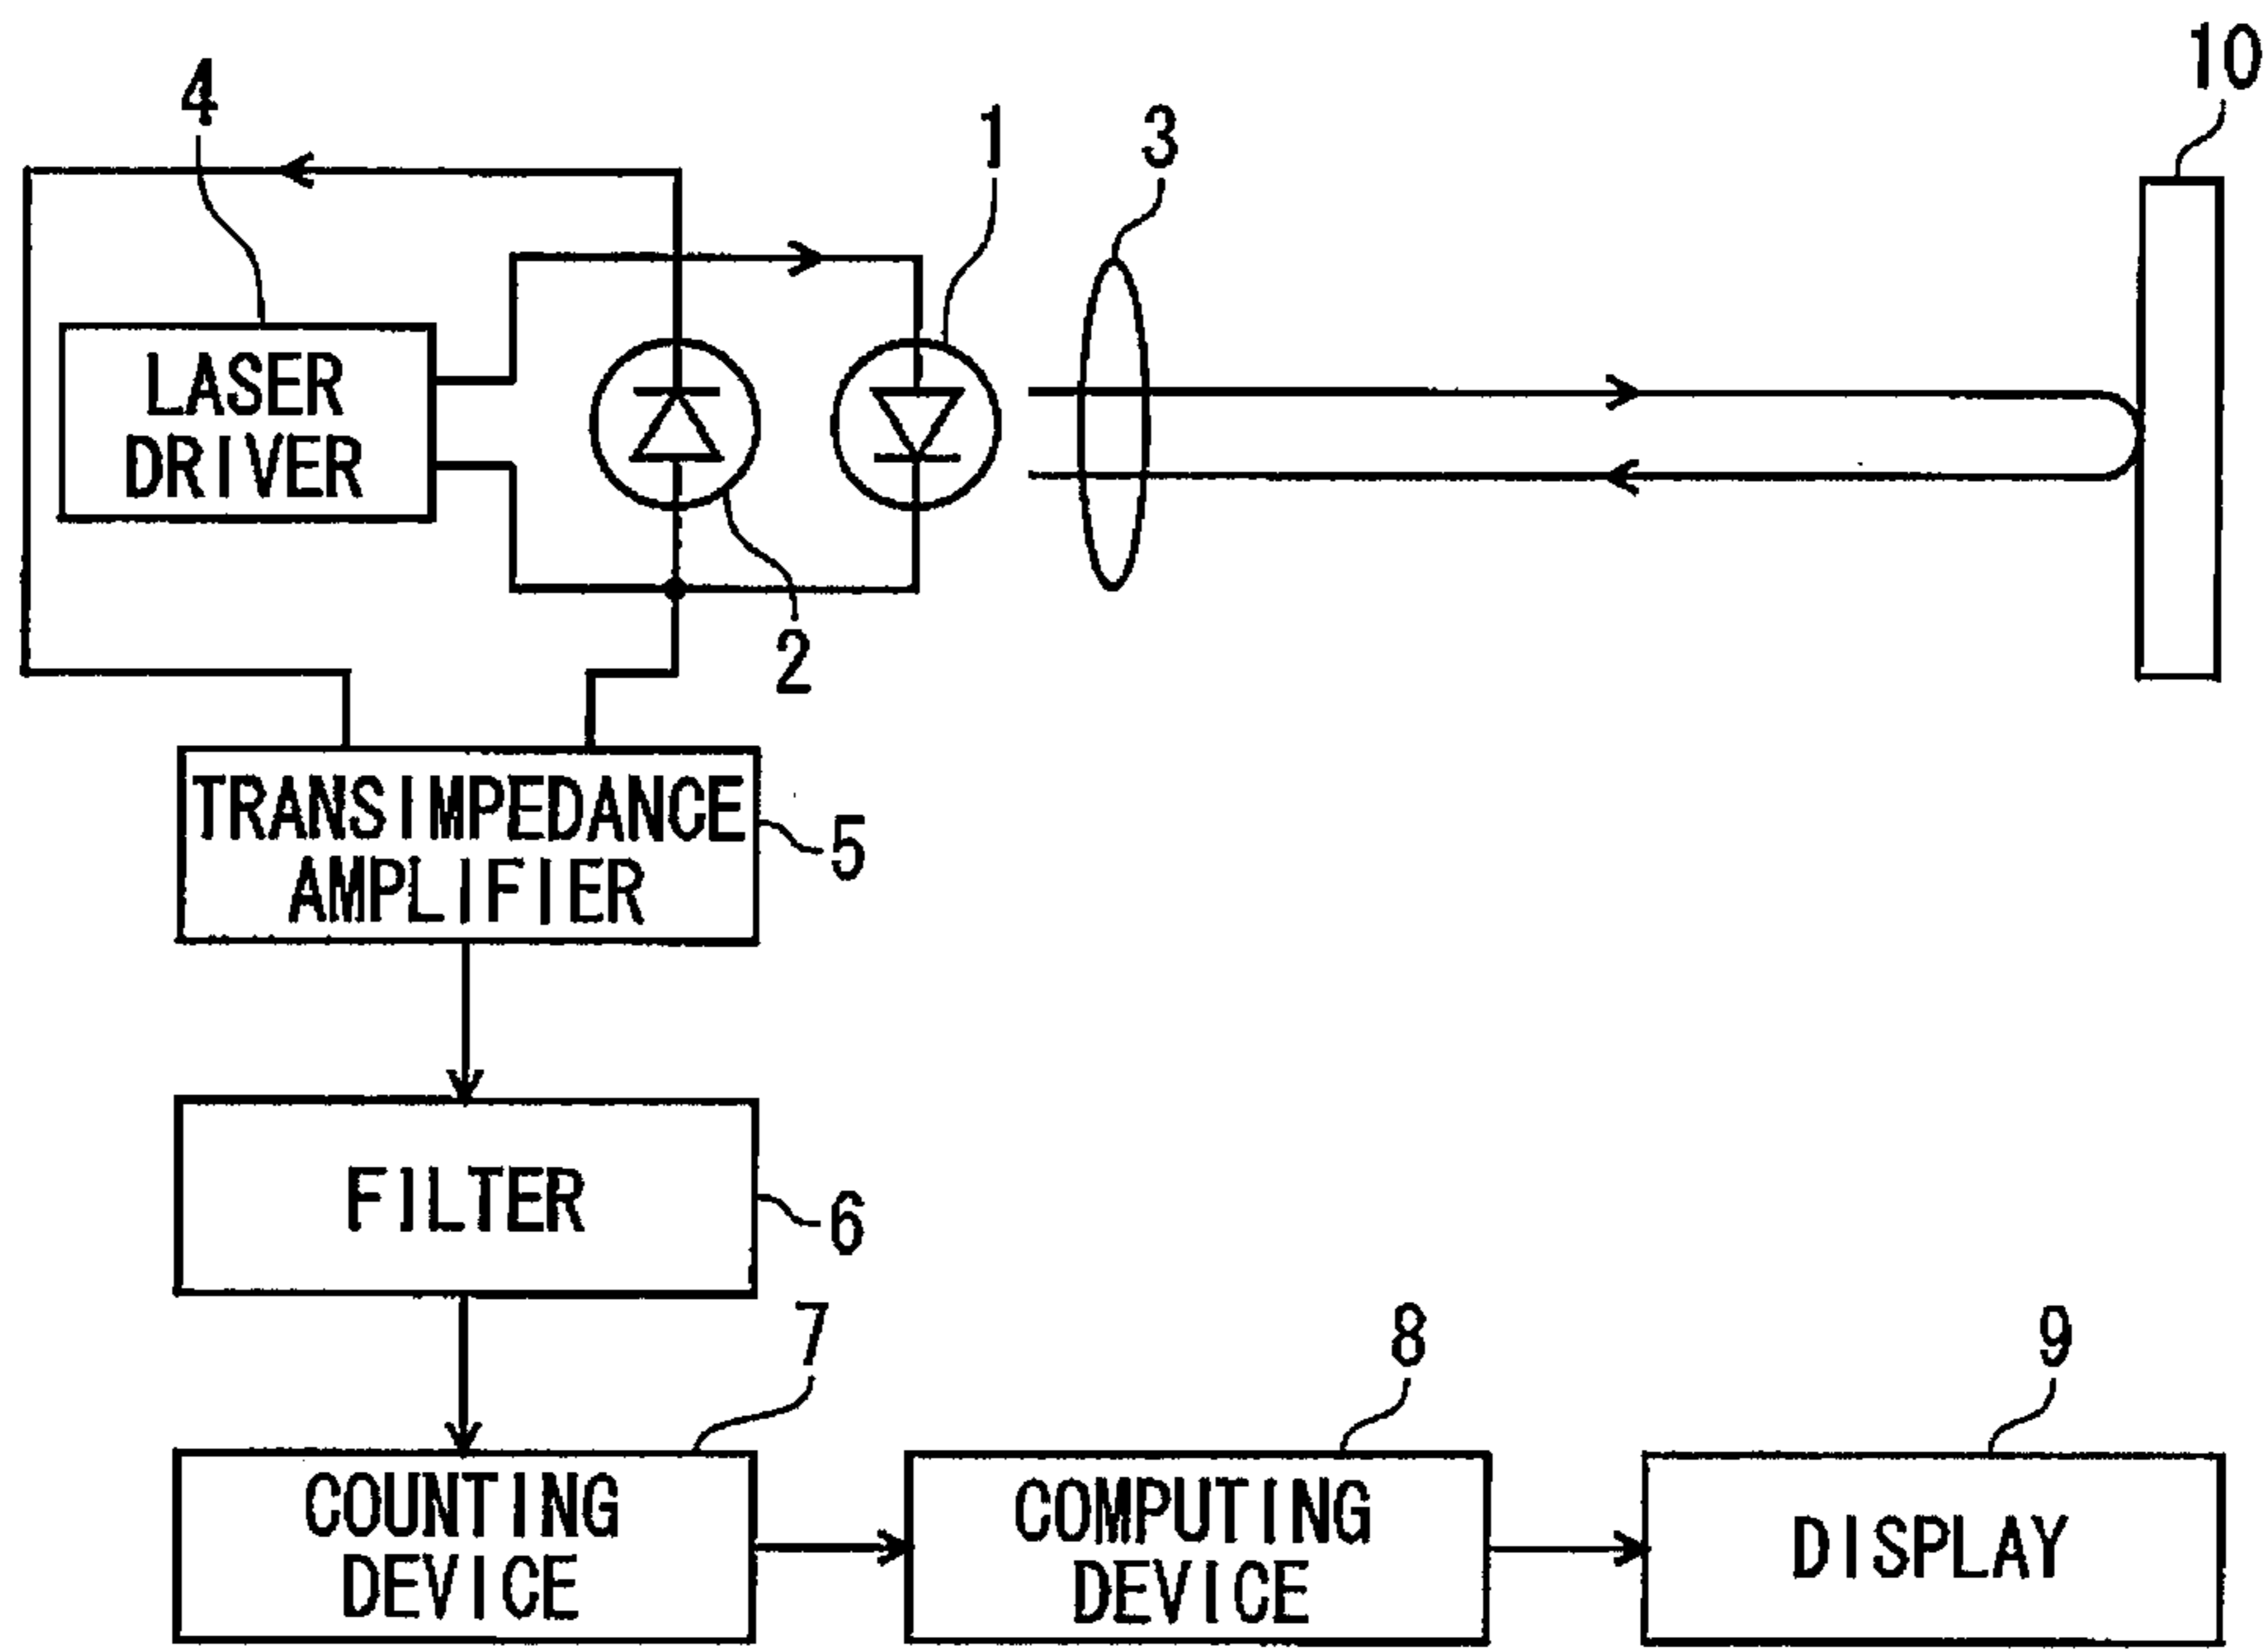 10
4
1
3
LASER
DRIVER
2
TRANSIMPEDANCE
AMPLIFIER
5
FILTER
6
7
8
9
COUNTING
DEVICE
COMPUTING
DEVICE
DISPLAY